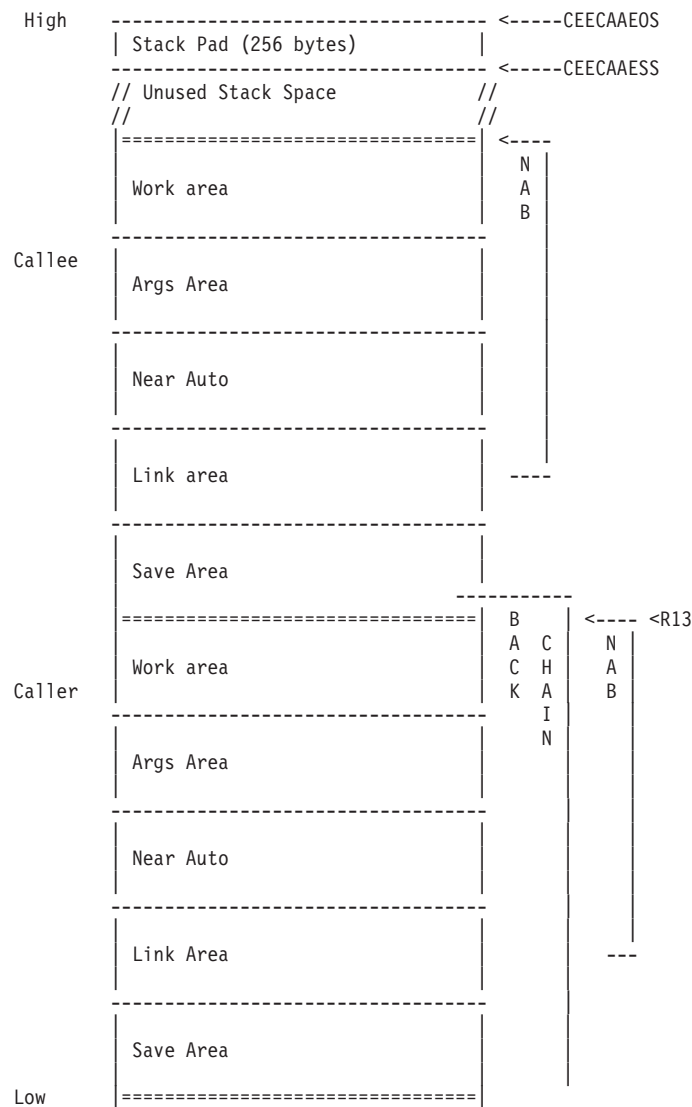 High ----------------------------- <-----CEECAAEOS
| Stack Pad (256 bytes) |
----------------------------- <-----CEECAAESS
// Unused Stack Space //
// //
|============================| <----
N
Work area A
B
-----------------------------
Callee
Args Area
-----------------------------
Near Auto
-----------------------------
Link area ----
-----------------------------
Save Area
---------
|============================| B | <---- <R13
A C N
Work area C H A
Caller K A B
----------------------------- I
N
Args Area
-----------------------------
Near Auto
-----------------------------
Link Area ---
-----------------------------
Save Area
Low |============================|